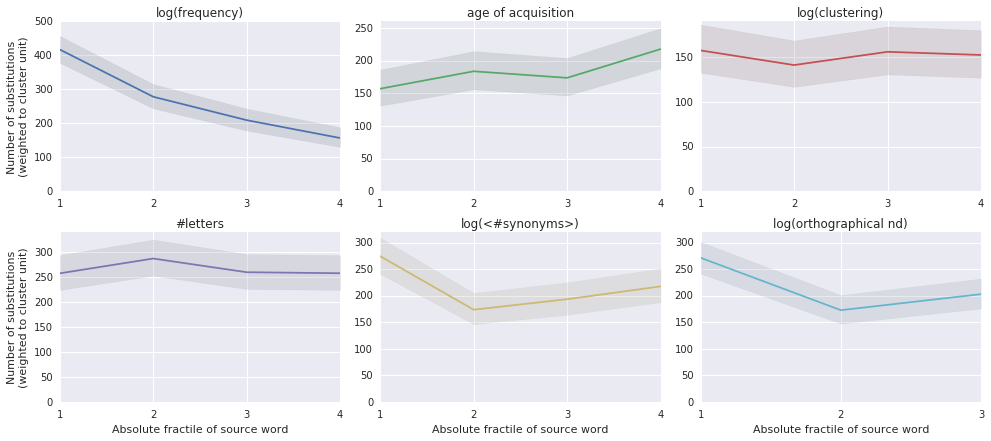 log(frequency)
Number of substitutions
(weighted to cluster unit)
500
400
300
200
100
0
1 2 3 4
age of acquisition
250
200
150
100
50
0
1 2 3 4
log(clustering)
150
100
50
0
1 2 3 4
#letters
Number of substitutions
(weighted to cluster unit)
300
250
200
150
100
50
0
1 2 3 4
Absolute fractile of source word
log(<#synonyms>)
300
250
200
150
100
50
0
1 2 3 4
Absolute fractile of source word
log(orthographical nd)
300
250
200
150
100
50
0
1 2 3
Absolute fractile of source word